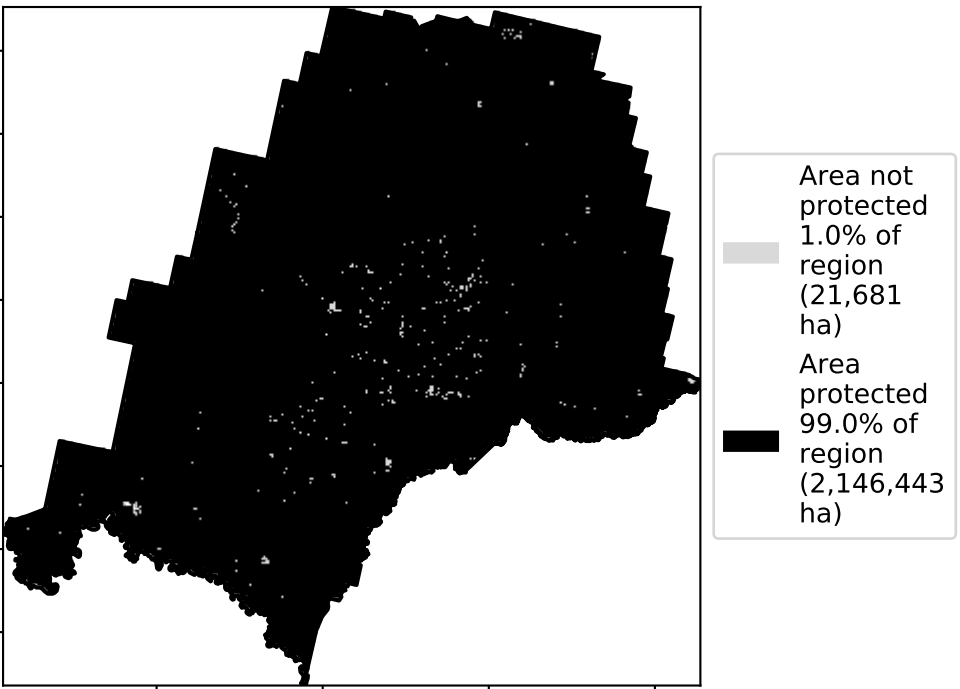 Area not
protected
1.0% of
region
(21,681
ha)
Area
protected
99.0% of
region
(2,146,443
ha)